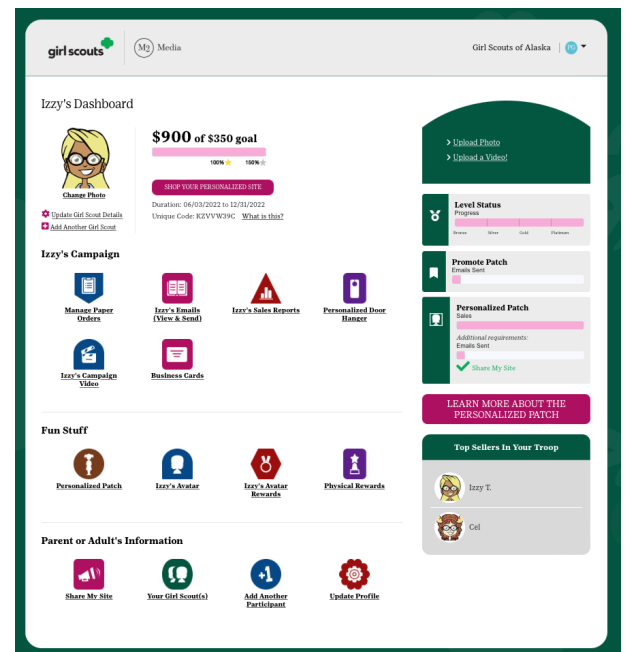 girl scouts
M2 Media
Girl Scouts of Alaska
PG
Izzy's Dashboard
Change Photo
Update Girl Scout Details
Add Another Girl Scout
$900 of $350 goal
100%
150%
SHOP YOUR PERSONALIZED SITE
Duration: 06/03/2022 to 12/31/2022
Unique Code: KZVVW39C What is this?
Izzy's Campaign
Manage Paper
Orders
Izzy's Emails
(View & Send)
Izzy's Sales Reports
Personalized Door
Hanger
Izzy's Campaign
Video
Business Cards
Fun Stuff
Personalized Patch
Izzy's Avatar
Izzy's Avatar
Rewards
Physical Rewards
Parent or Adult's Information
Share My Site
Your Girl Scout(s)
+1
Add Another
Participant
Update Profile
Upload Photo
Upload a Video!
Level Status
Progress
Bronze Silver Gold Platinum
Promote Patch
Emails Sent
Personalized Patch
Sales
Additional requirements:
Emails Sent
Share My Site
LEARN MORE ABOUT THE
PERSONALIZED PATCH
Top Sellers In Your Troop
Izzy T.
Cel